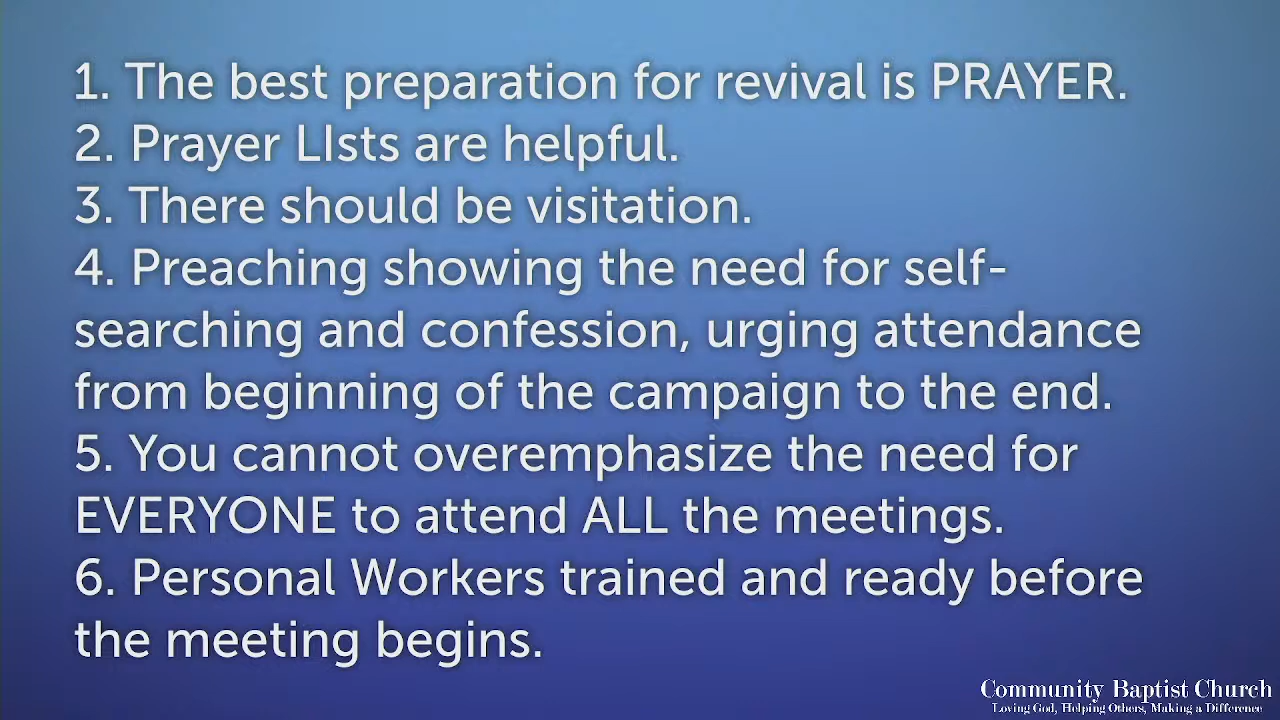 1. The best preparation for revival is PRAYER.
2. Prayer LIsts are helpful.
3. There should be visitation.
4. Preaching showing the need for self-
searching and confession, urging attendance
from beginning of the campaign to the end.
5. You cannot overemphasize the need for
EVERYONE to attend ALL the meetings.
6. Personal Workers trained and ready before
the meeting begins.
Community Baptist Church
Loving God, Helping Others, Making a Difference